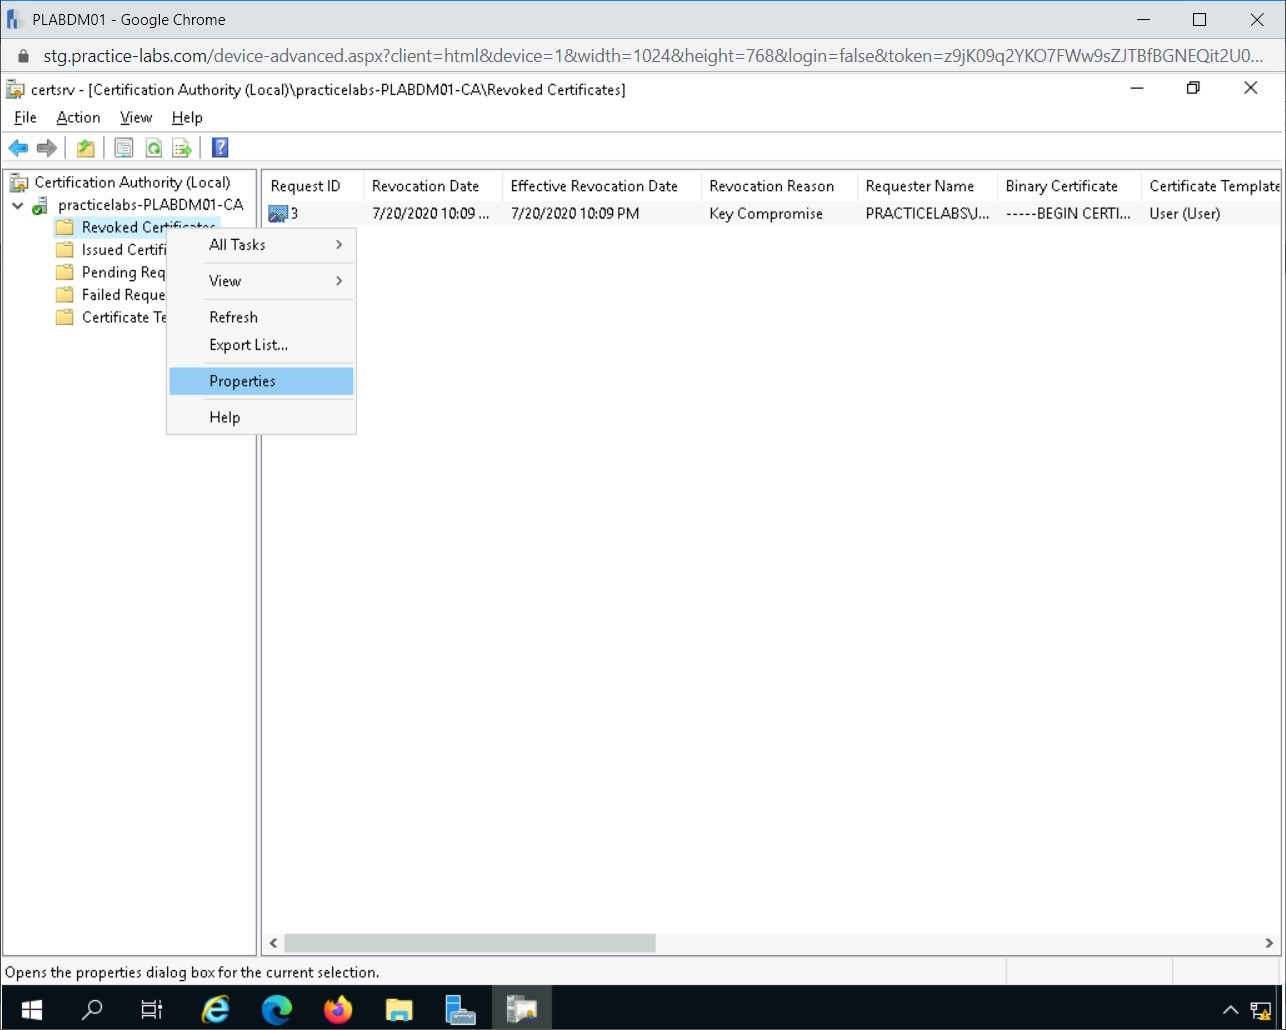 PLABDM01 - Google Chrome
stg.practice-labs.com/device-advanced.aspx?client=html&device=1&width=1024&height=768&login=false&token=z9jK09q2YKO7FWw9sZJTBfBGNEQit2U0...
certsrv - [Certification Authority (Local)\practicelabs-PLABDM01-CA\Revoked Certificates]
File Action View Help
Certification Authority (Local)
practicelabs-PLABDM01-CA
Revoked Certificates
Issued Certifi
Pending Req
Failed Reque
Certificate Te
All Tasks
View
Refresh
Export List...
Properties
Help
Request ID Revocation Date Effective Revocation Date Revocation Reason Requester Name Binary Certificate Certificate Template
3 7/20/2020 10:09 ... 7/20/2020 10:09 PM Key Compromise PRACTICELABS\J... -----BEGIN CERTI... User (User)
Opens the properties dialog box for the current selection.